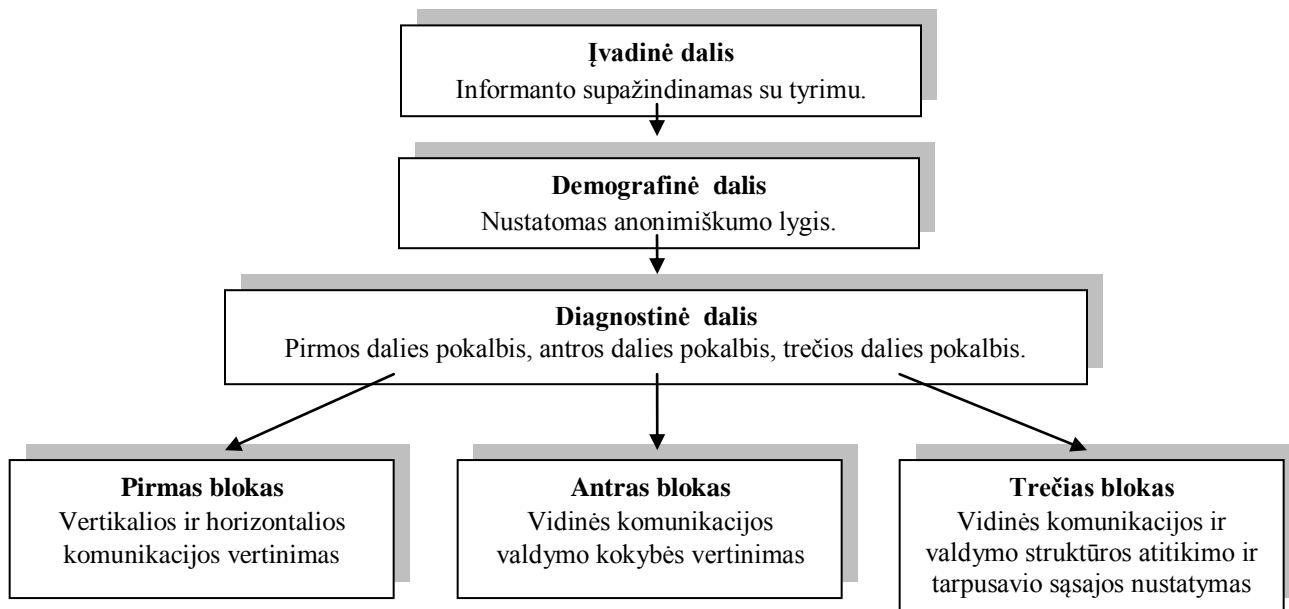 Įvadinė dalis
Informanto supažindinamas su tyrimu.
Demografinė dalis
Nustatomas anonimiškumo lygis.
Diagnostinė dalis
Pirmos dalies pokalbis, antros dalies pokalbis, trečios dalies pokalbis.
Pirmas blokas
Vertikalios ir horizontalios
komunikacijos vertinimas
Antras blokas
Vidinės komunikacijos
valdymo kokybės vertinimas
Trečias blokas
Vidinės komunikacijos ir
valdymo struktūros atitikimo ir
tarpusavio sąsajos nustatymas